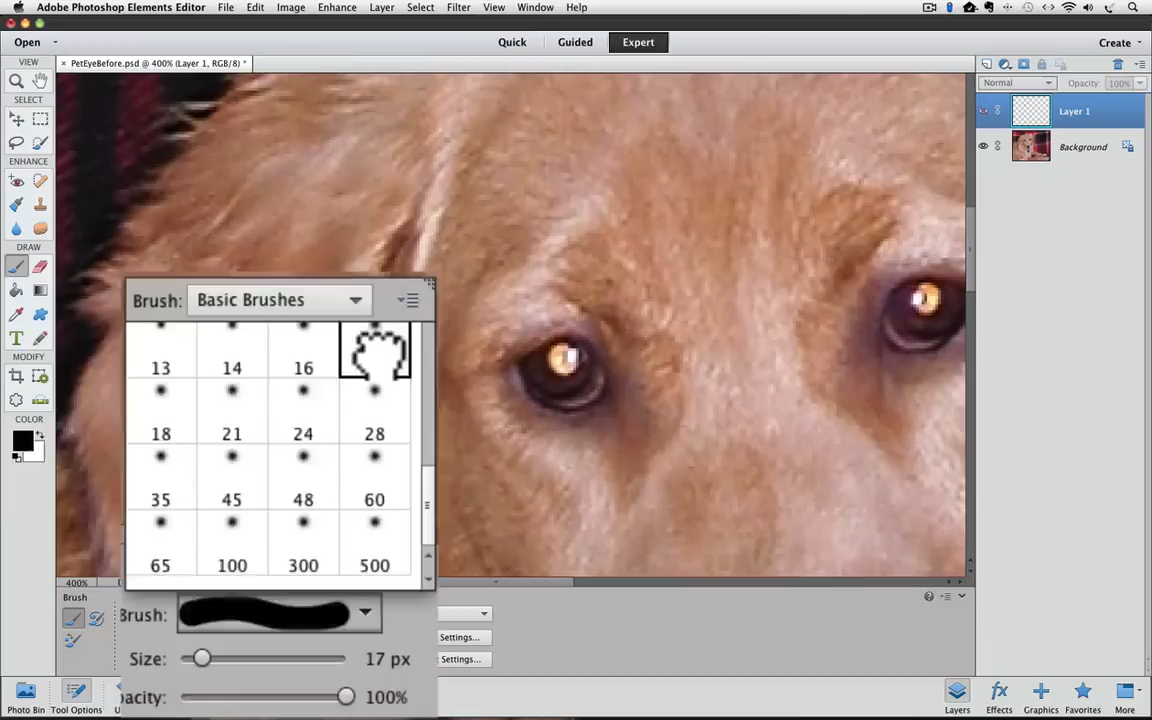 Adobe Photoshop Elements Editor File Edit Image Enhance Layer Select Filter View Window Help
Open Quick Guided Expert Create
VIEW × PetEyeBefore.psd @ 400% (Layer 1, RGB/8) *
Normal Opacity: 100%
SELECT
Layer 1
Background
ENHANCE
DRAW
T
MODIFY
COLOR
Brush: Basic Brushes
13 14 16
18 21 24 28
35 45 48 60
65 100 300 500
400%
Brush
Brush:
Settings...
Size: 17 px
Settings...
pacity: 100%
Photo Bin Tool Options Layers Effects Graphics Favorites More